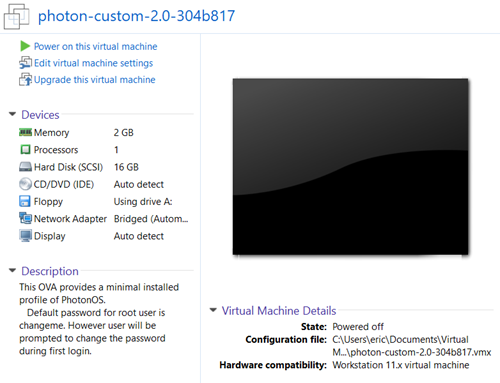 photon-custom-2.0-304b817
Power on this virtual machine
Edit virtual machine settings
Upgrade this virtual machine
Devices
Memory 2 GB
Processors 1
Hard Disk (SCSI) 16 GB
CD/DVD (IDE) Auto detect
Floppy Using drive A:
Network Adapter Bridged (Autom...
Display Auto detect
Description
This OVA provides a minimal installed
profile of PhotonOS.
Default password for root user is
changeme. However user will be
prompted to change the password
during first login.
Virtual Machine Details
State: Powered off
Configuration file: C:\Users\eric\Documents\Virtual
M...\photon-custom-2.0-304b817.vmx
Hardware compatibility: Workstation 11.x virtual machine